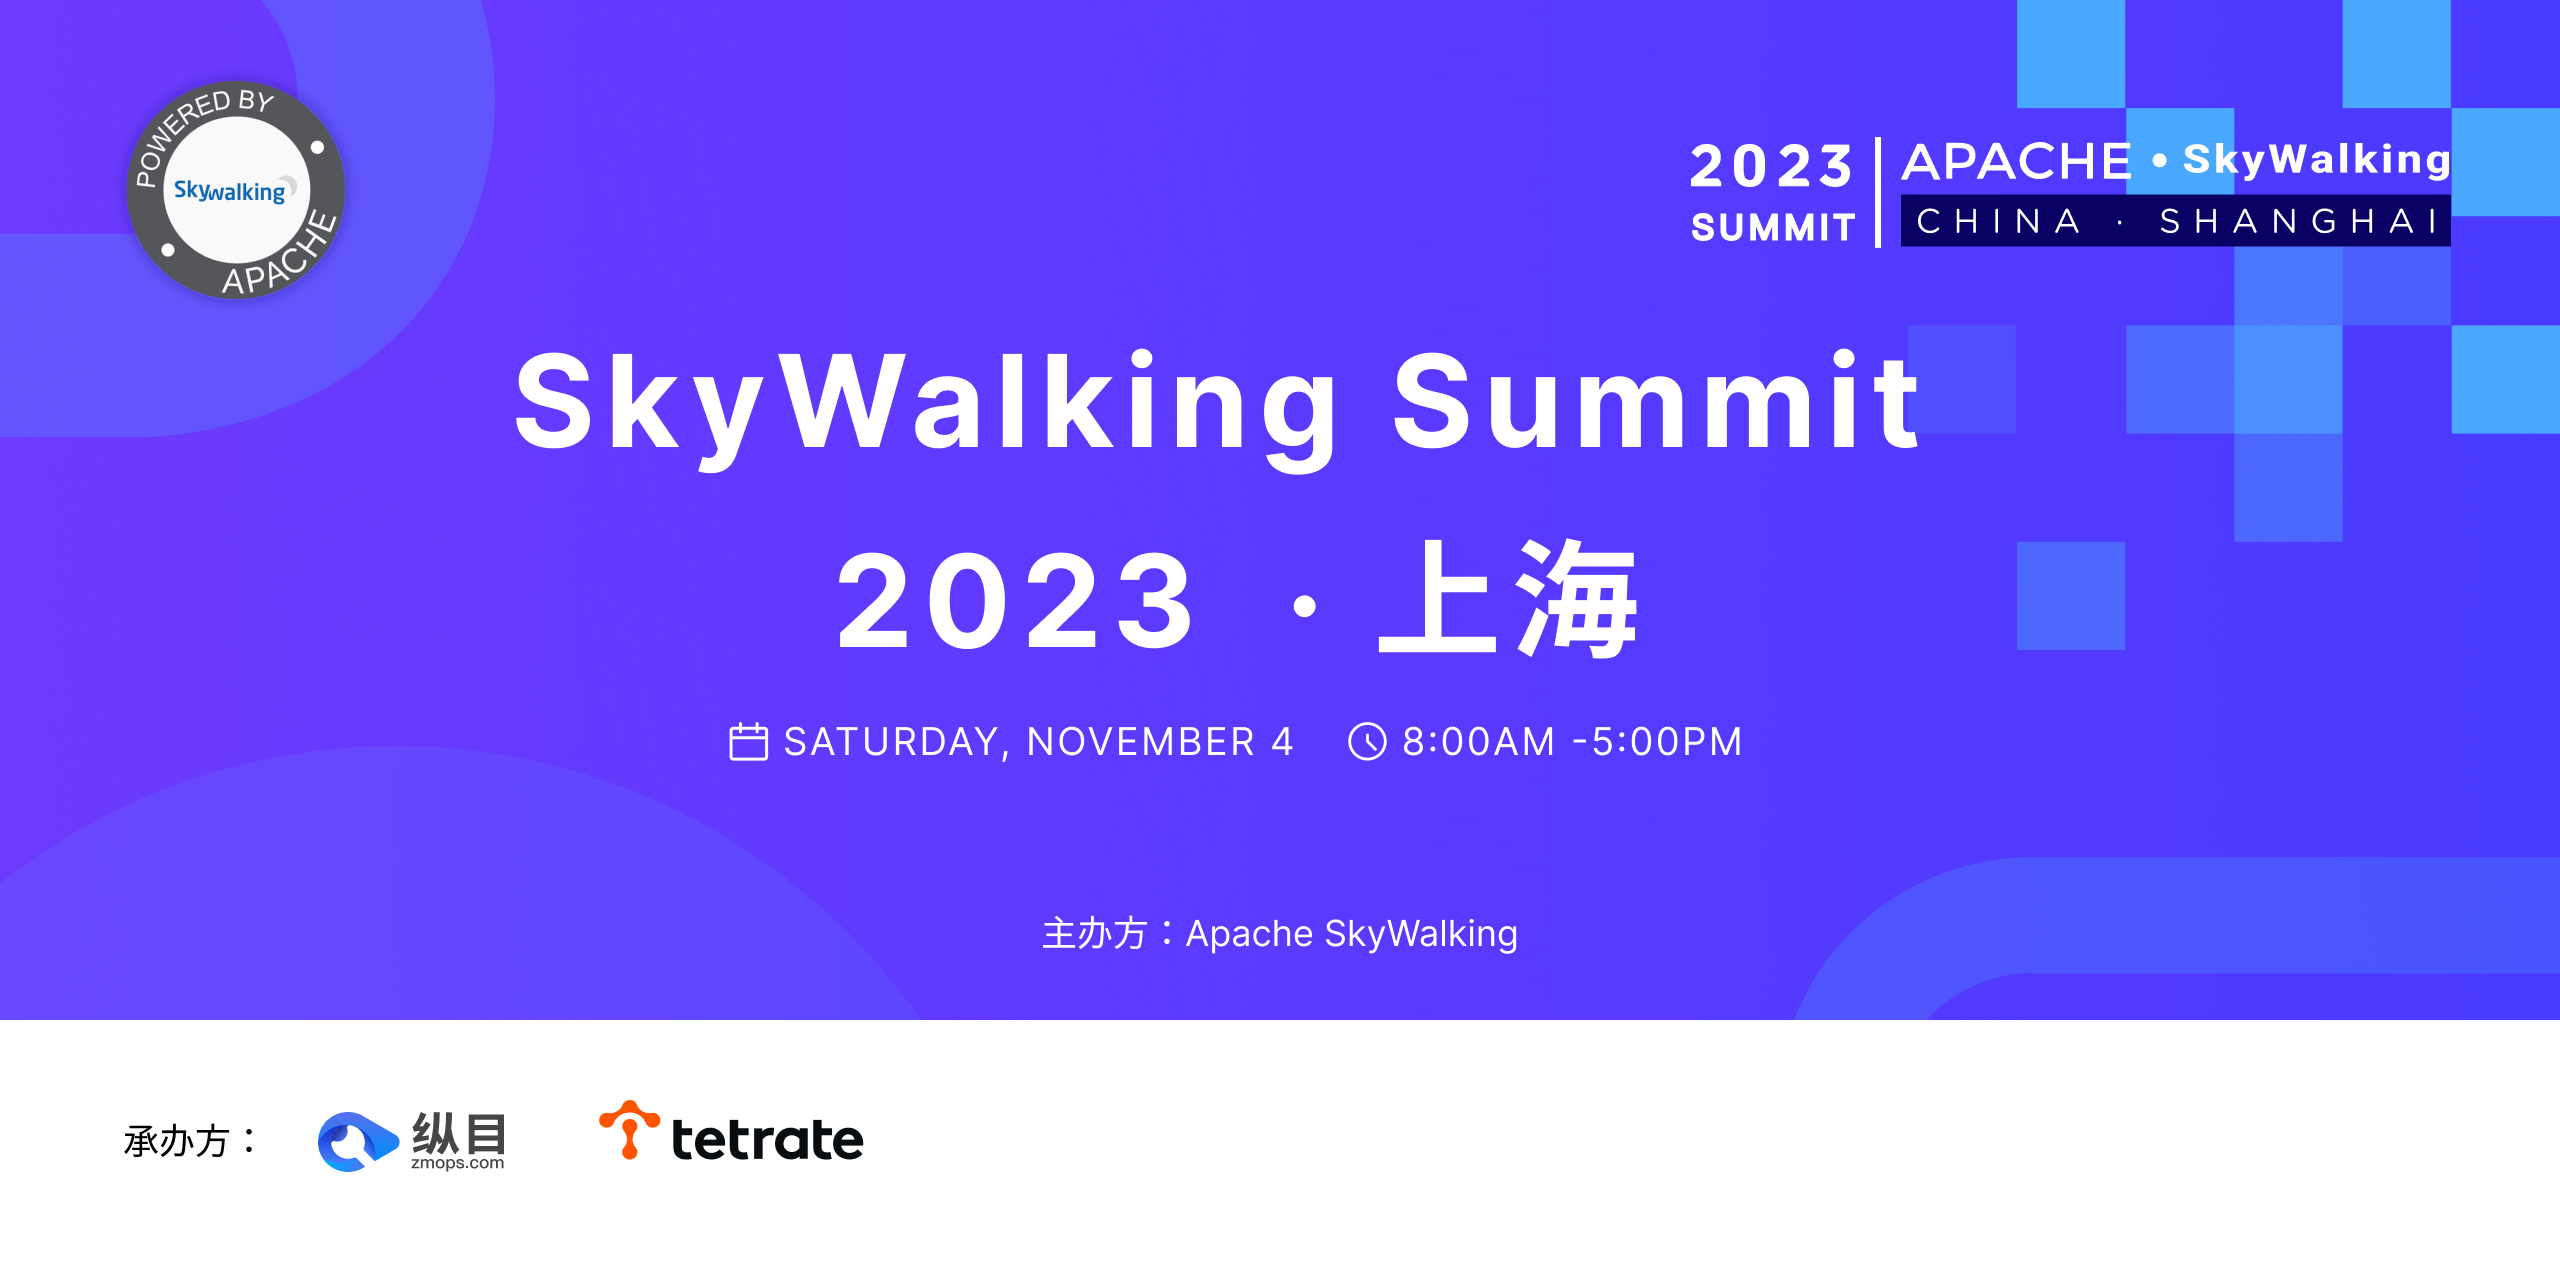 POWERED BY
Skywalking
APACHE
2023
SUMMIT
APACHE • SkyWalking
CHINA · SHANGHAI
SkyWalking Summit
2023 · 上海
SATURDAY, NOVEMBER 4 8:00AM -5:00PM
主办方：Apache SkyWalking
承办方：
纵目
zmops.com
tetrate